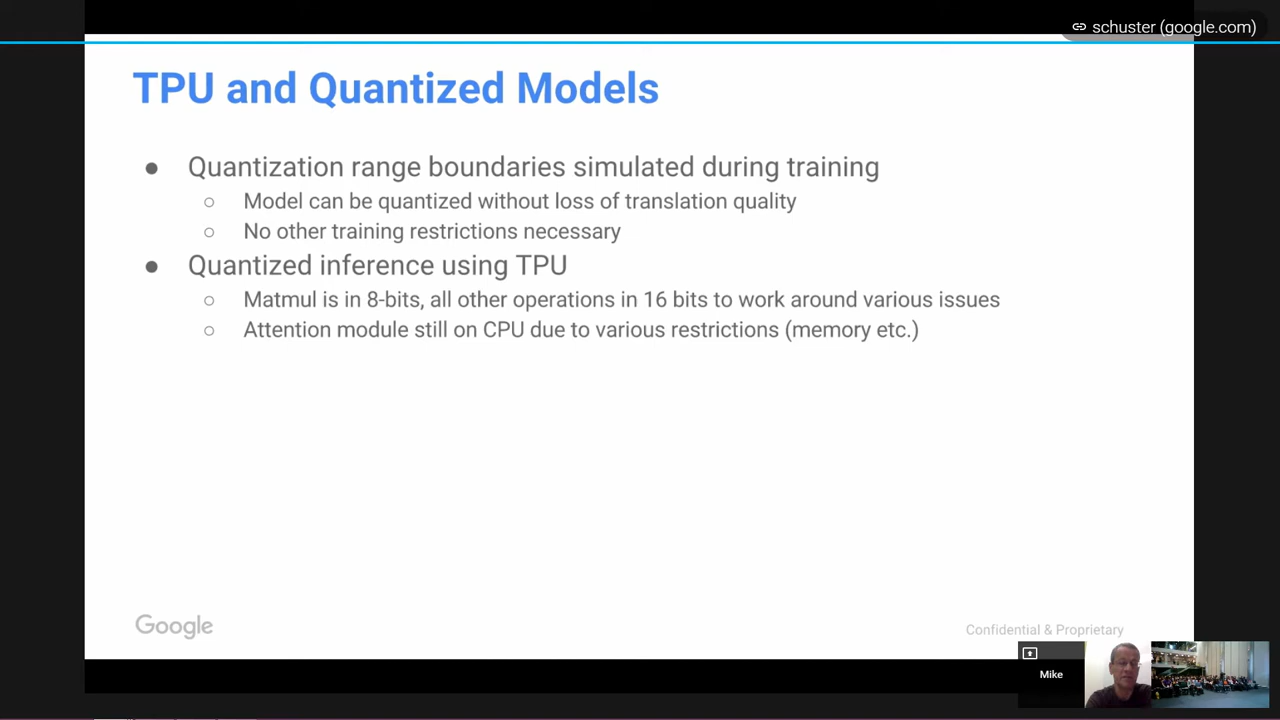 schuster (google.com)
TPU and Quantized Models
● Quantization range boundaries simulated during training
○ Model can be quantized without loss of translation quality
○ No other training restrictions necessary
● Quantized inference using TPU
○ Matmul is in 8-bits, all other operations in 16 bits to work around various issues
○ Attention module still on CPU due to various restrictions (memory etc.)
Google
Confidential & Proprietary
Mike